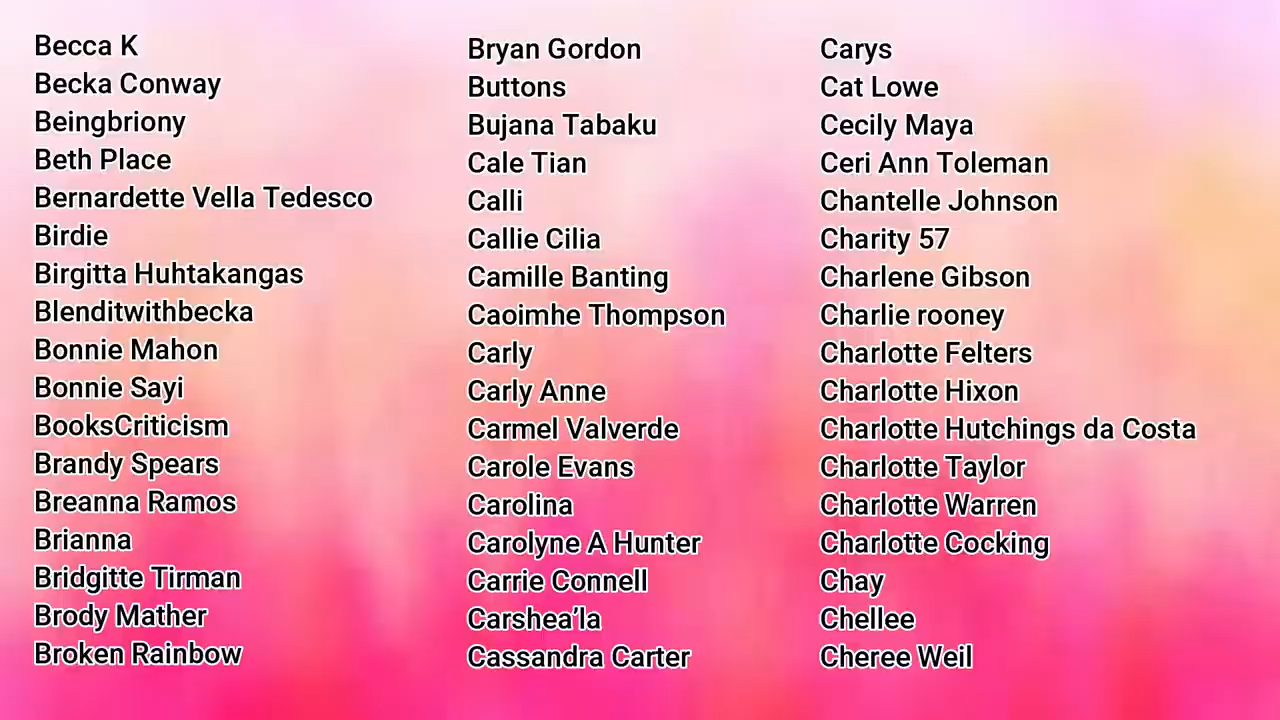 Becca K
Becka Conway
Beingbriony
Beth Place
Bernardette Vella Tedesco
Birdie
Birgitta Huhtakangas
Blenditwithbecka
Bonnie Mahon
Bonnie Sayi
BooksCriticism
Brandy Spears
Breanna Ramos
Brianna
Bridgitte Tirman
Brody Mather
Broken Rainbow
Bryan Gordon
Buttons
Bujana Tabaku
Cale Tian
Calli
Callie Cilia
Camille Banting
Caoimhe Thompson
Carly
Carly Anne
Carmel Valverde
Carole Evans
Carolina
Carolyne A Hunter
Carrie Connell
Carshea’la
Cassandra Carter
Carys
Cat Lowe
Cecily Maya
Ceri Ann Toleman
Chantelle Johnson
Charity 57
Charlene Gibson
Charlie rooney
Charlotte Felters
Charlotte Hixon
Charlotte Hutchings da Costa
Charlotte Taylor
Charlotte Warren
Charlotte Cocking
Chay
Chellee
Cheree Weil